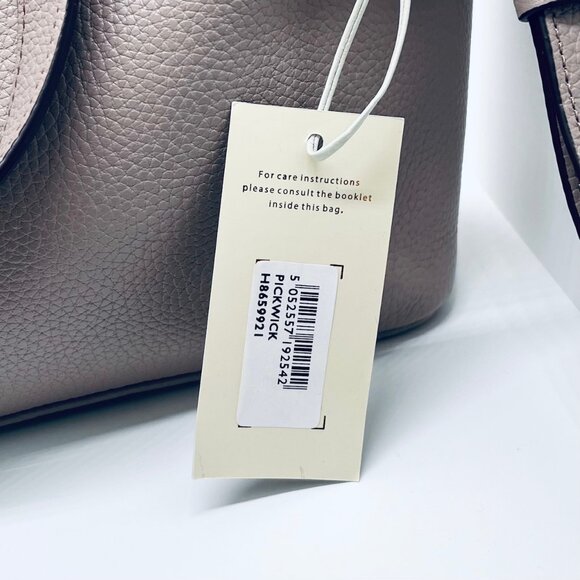 For care instructions
please consult the booklet
inside this bag.
5 052557 192542
PICKWICK
H8659921